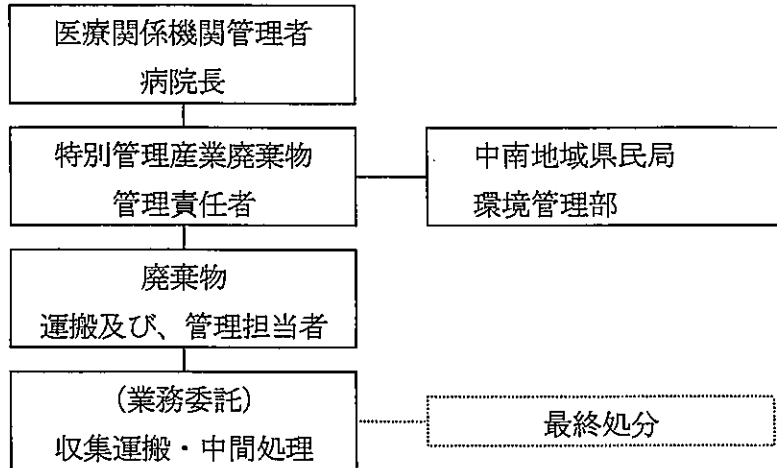 医療関係機関管理者
病院長
特別管理産業廃棄物
管理責任者
中南地域県民局
環境管理部
廃棄物
運搬及び、管理担当者
(業務委託)
収集運搬・中間処理
最終処分